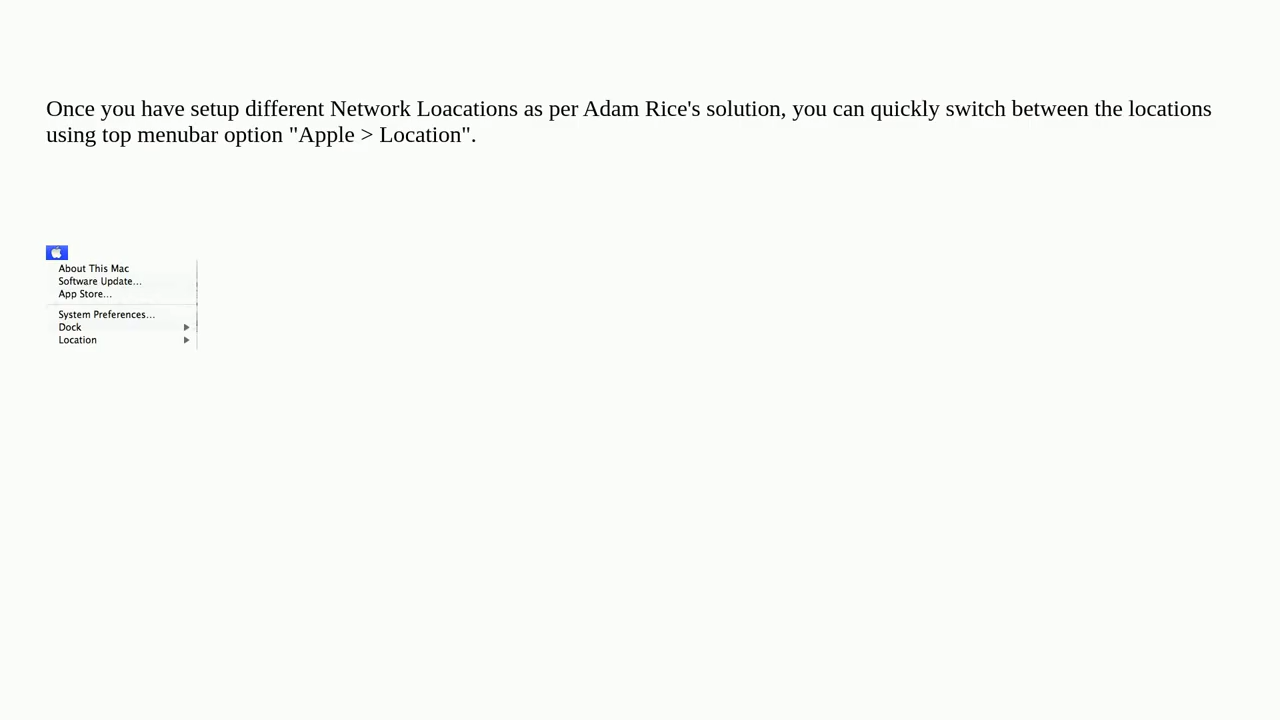 Once you have setup different Network Loacations as per Adam Rice's solution, you can quickly switch between the locations
using top menubar option "Apple > Location".
About This Mac
Software Update...
App Store...
System Preferences...
Dock
Location